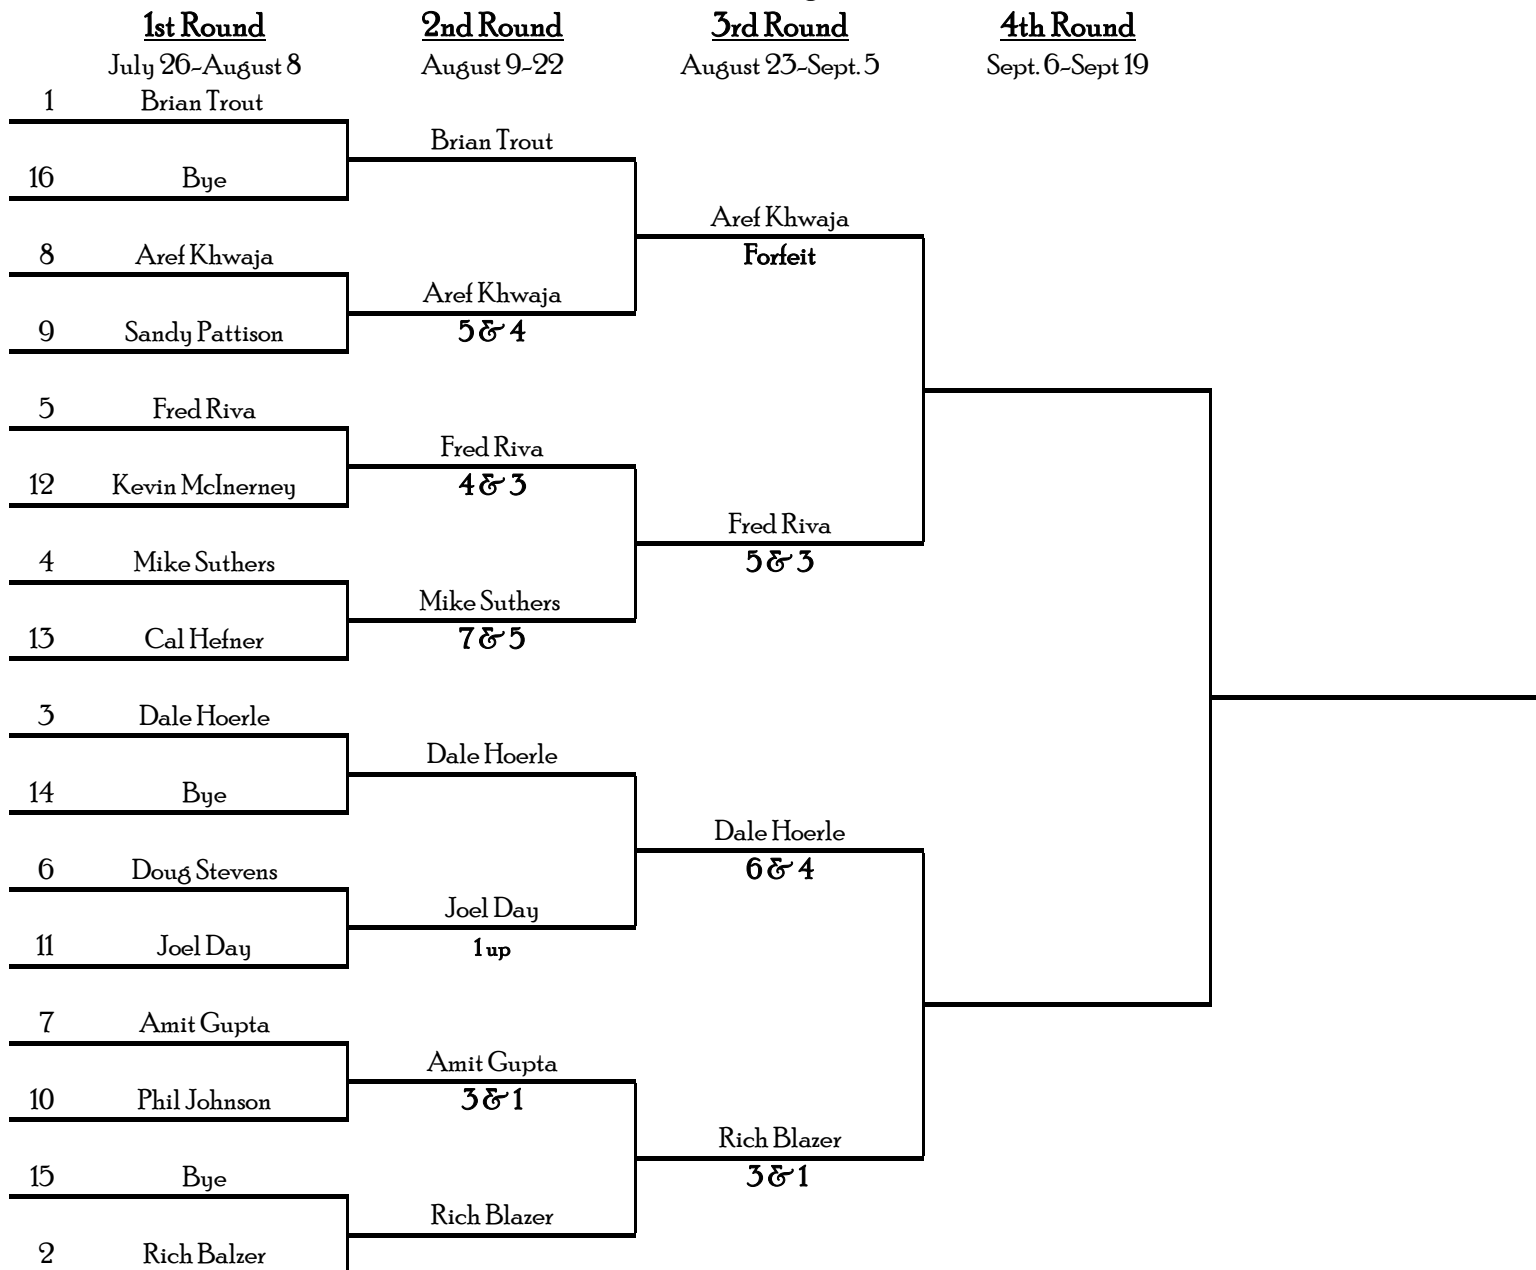 1st Round 2nd Round 3rd Round 4th Round
July 26-August 8 August 9-22 August 23-Sept. 5 Sept. 6-Sept 19
1 Brian Trout
Brian Trout
16 Bye
Aref Khwaja
8 Aref Khwaja Forfeit
Aref Khwaja
9 Sandy Pattison 5 & 4
5 Fred Riva
Fred Riva
12 Kevin McInerney 4 & 3
Fred Riva
4 Mike Suthers 5 & 3
Mike Suthers
13 Cal Hefner 7 & 5
3 Dale Hoerle
Dale Hoerle
14 Bye
Dale Hoerle
6 Doug Stevens 6 & 4
Joel Day
11 Joel Day 1 up
7 Amit Gupta
Amit Gupta
10 Phil Johnson 3 & 1
Rich Blazer
15 Bye 3 & 1
Rich Blazer
2 Rich Balzer